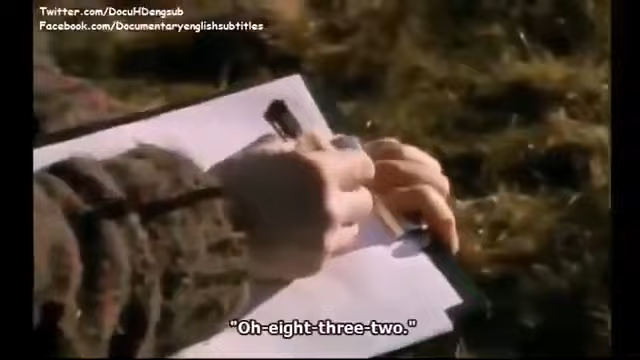 Twitter.com/DocuHDengsub
Facebook.com/Documentaryenglishsubtitles
"Oh-eight-three-two."